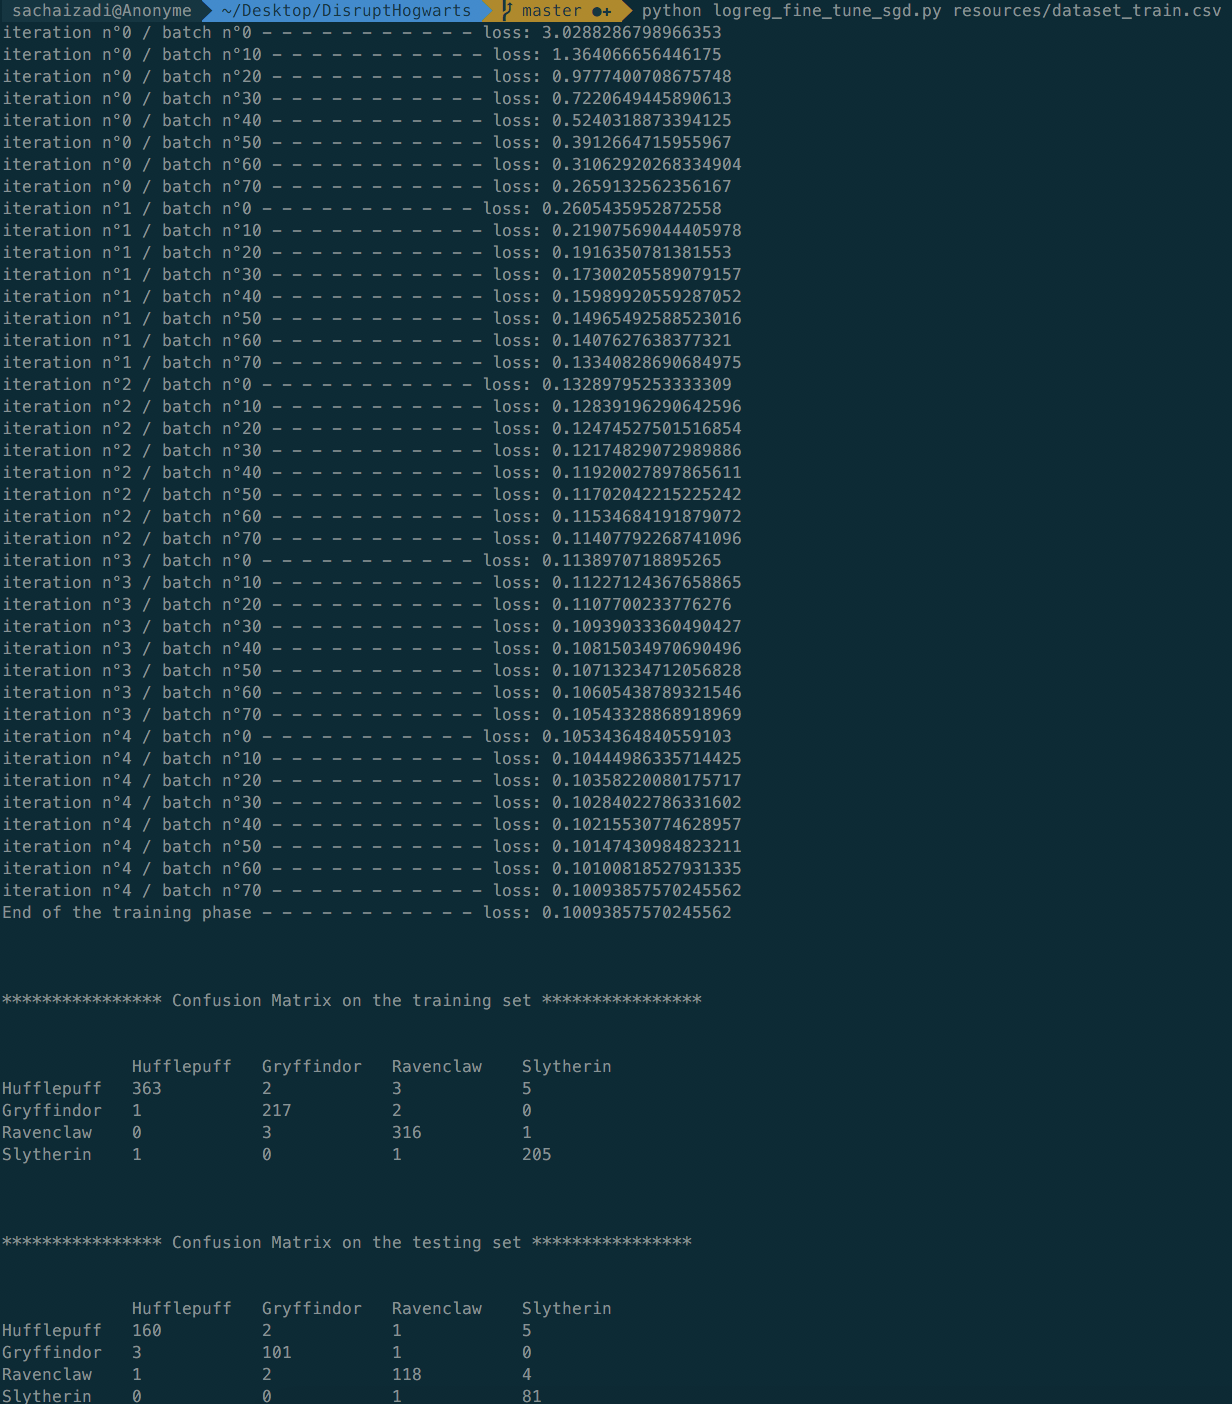 sachaizadi@Anonyme ~/Desktop/DisruptHogwarts master ●+ python logreg_fine_tune_sgd.py resources/dataset_train.csv
iteration n°0 / batch n°0 - - - - - - - - - - - loss: 3.0288286798966353
iteration n°0 / batch n°10 - - - - - - - - - - - loss: 1.364066656446175
iteration n°0 / batch n°20 - - - - - - - - - - - loss: 0.9777400708675748
iteration n°0 / batch n°30 - - - - - - - - - - - loss: 0.7220649445890613
iteration n°0 / batch n°40 - - - - - - - - - - - loss: 0.5240318873394125
iteration n°0 / batch n°50 - - - - - - - - - - - loss: 0.3912664715955967
iteration n°0 / batch n°60 - - - - - - - - - - - loss: 0.31062920268334904
iteration n°0 / batch n°70 - - - - - - - - - - - loss: 0.2659132562356167
iteration n°1 / batch n°0 - - - - - - - - - - - loss: 0.2605435952872558
iteration n°1 / batch n°10 - - - - - - - - - - - loss: 0.21907569044405978
iteration n°1 / batch n°20 - - - - - - - - - - - loss: 0.1916350781381553
iteration n°1 / batch n°30 - - - - - - - - - - - loss: 0.17300205589079157
iteration n°1 / batch n°40 - - - - - - - - - - - loss: 0.15989920559287052
iteration n°1 / batch n°50 - - - - - - - - - - - loss: 0.14965492588523016
iteration n°1 / batch n°60 - - - - - - - - - - - loss: 0.1407627638377321
iteration n°1 / batch n°70 - - - - - - - - - - - loss: 0.13340828690684975
iteration n°2 / batch n°0 - - - - - - - - - - - loss: 0.13289795253333309
iteration n°2 / batch n°10 - - - - - - - - - - - loss: 0.12839196290642596
iteration n°2 / batch n°20 - - - - - - - - - - - loss: 0.12474527501516854
iteration n°2 / batch n°30 - - - - - - - - - - - loss: 0.12174829072989886
iteration n°2 / batch n°40 - - - - - - - - - - - loss: 0.11920027897865611
iteration n°2 / batch n°50 - - - - - - - - - - - loss: 0.11702042215225242
iteration n°2 / batch n°60 - - - - - - - - - - - loss: 0.11534684191879072
iteration n°2 / batch n°70 - - - - - - - - - - - loss: 0.11407792268741096
iteration n°3 / batch n°0 - - - - - - - - - - - loss: 0.1138970718895265
iteration n°3 / batch n°10 - - - - - - - - - - - loss: 0.11227124367658865
iteration n°3 / batch n°20 - - - - - - - - - - - loss: 0.1107700233776276
iteration n°3 / batch n°30 - - - - - - - - - - - loss: 0.10939033360490427
iteration n°3 / batch n°40 - - - - - - - - - - - loss: 0.10815034970690496
iteration n°3 / batch n°50 - - - - - - - - - - - loss: 0.10713234712056828
iteration n°3 / batch n°60 - - - - - - - - - - - loss: 0.10605438789321546
iteration n°3 / batch n°70 - - - - - - - - - - - loss: 0.10543328868918969
iteration n°4 / batch n°0 - - - - - - - - - - - loss: 0.10534364840559103
iteration n°4 / batch n°10 - - - - - - - - - - - loss: 0.10444986335714425
iteration n°4 / batch n°20 - - - - - - - - - - - loss: 0.10358220080175717
iteration n°4 / batch n°30 - - - - - - - - - - - loss: 0.10284022786331602
iteration n°4 / batch n°40 - - - - - - - - - - - loss: 0.10215530774628957
iteration n°4 / batch n°50 - - - - - - - - - - - loss: 0.10147430984823211
iteration n°4 / batch n°60 - - - - - - - - - - - loss: 0.10100818527931335
iteration n°4 / batch n°70 - - - - - - - - - - - loss: 0.10093857570245562
End of the training phase - - - - - - - - - - - loss: 0.10093857570245562
**************** Confusion Matrix on the training set ****************
Hufflepuff Gryffindor Ravenclaw Slytherin
Hufflepuff 363 2 3 5
Gryffindor 1 217 2 0
Ravenclaw 0 3 316 1
Slytherin 1 0 1 205
**************** Confusion Matrix on the testing set ****************
Hufflepuff Gryffindor Ravenclaw Slytherin
Hufflepuff 160 2 1 5
Gryffindor 3 101 1 0
Ravenclaw 1 2 118 4
Slytherin 0 0 1 81